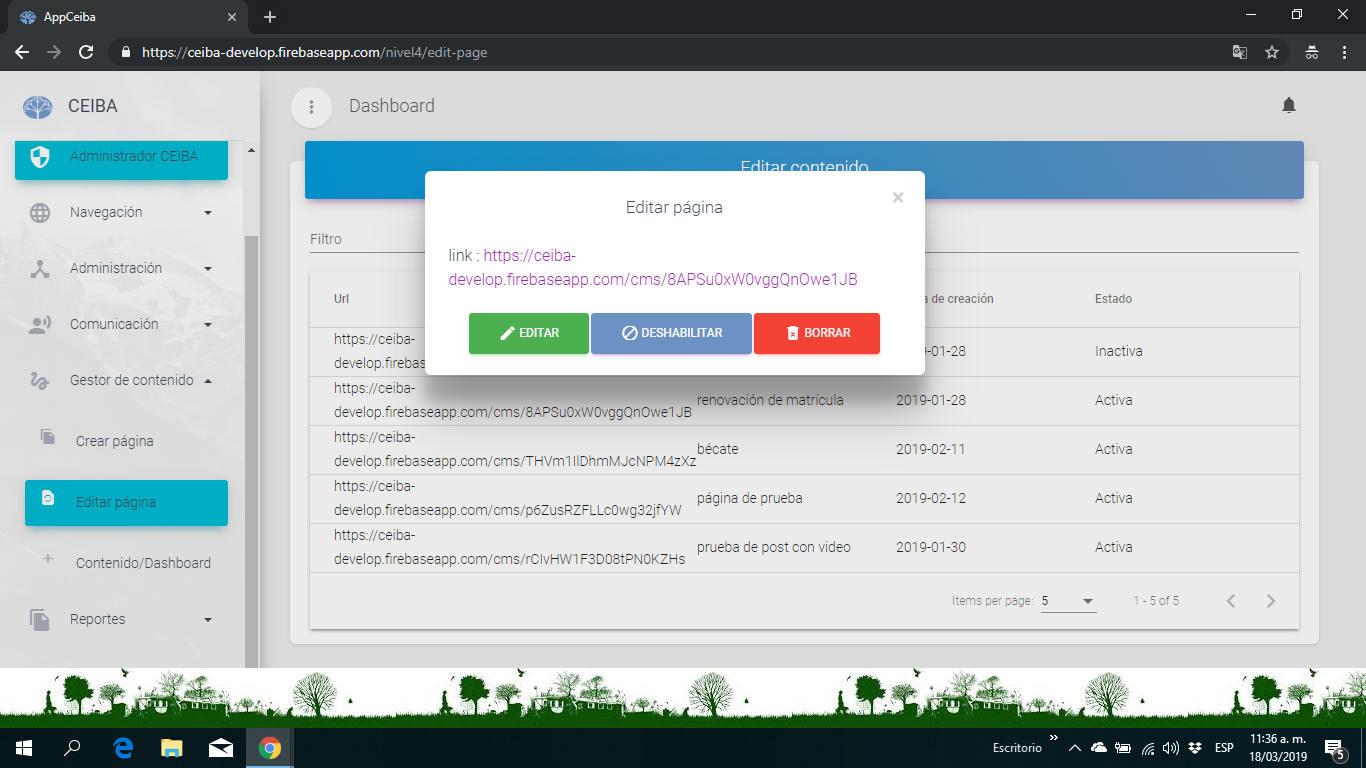 AppCeiba
https://ceiba-develop.firebaseapp.com/nivel4/edit-page
CEIBA
Dashboard
Administrador CEIBA
Navegación
Administración
Comunicación
Gestor de contenido
Crear página
Editar página
Contenido/Dashboard
Reportes
Editar contenido
Filtro
Editar página
×
link : https://ceiba-
develop.firebaseapp.com/cms/8APSu0xW0vggQnOwe1JB
EDITAR DESHABILITAR BORRAR
Url de creación Estado
https://ceiba-
develop.firebaseapp.c -01-28 Inactiva
https://ceiba-
develop.firebaseapp.com/cms/8APSu0xW0vggQnOwe1JB renovación de matrícula 2019-01-28 Activa
https://ceiba-
develop.firebaseapp.com/cms/THVm1IlDhmMJcNPM4zXz bécate 2019-02-11 Activa
https://ceiba-
develop.firebaseapp.com/cms/p6ZusRZFLLc0wg32jfYW página de prueba 2019-02-12 Activa
https://ceiba-
develop.firebaseapp.com/cms/rCIvHW1F3D08tPN0KZHs prueba de post con video 2019-01-30 Activa
Items per page: 5 1 - 5 of 5
Escritorio
ESP
11:36 a. m.
18/03/2019
5